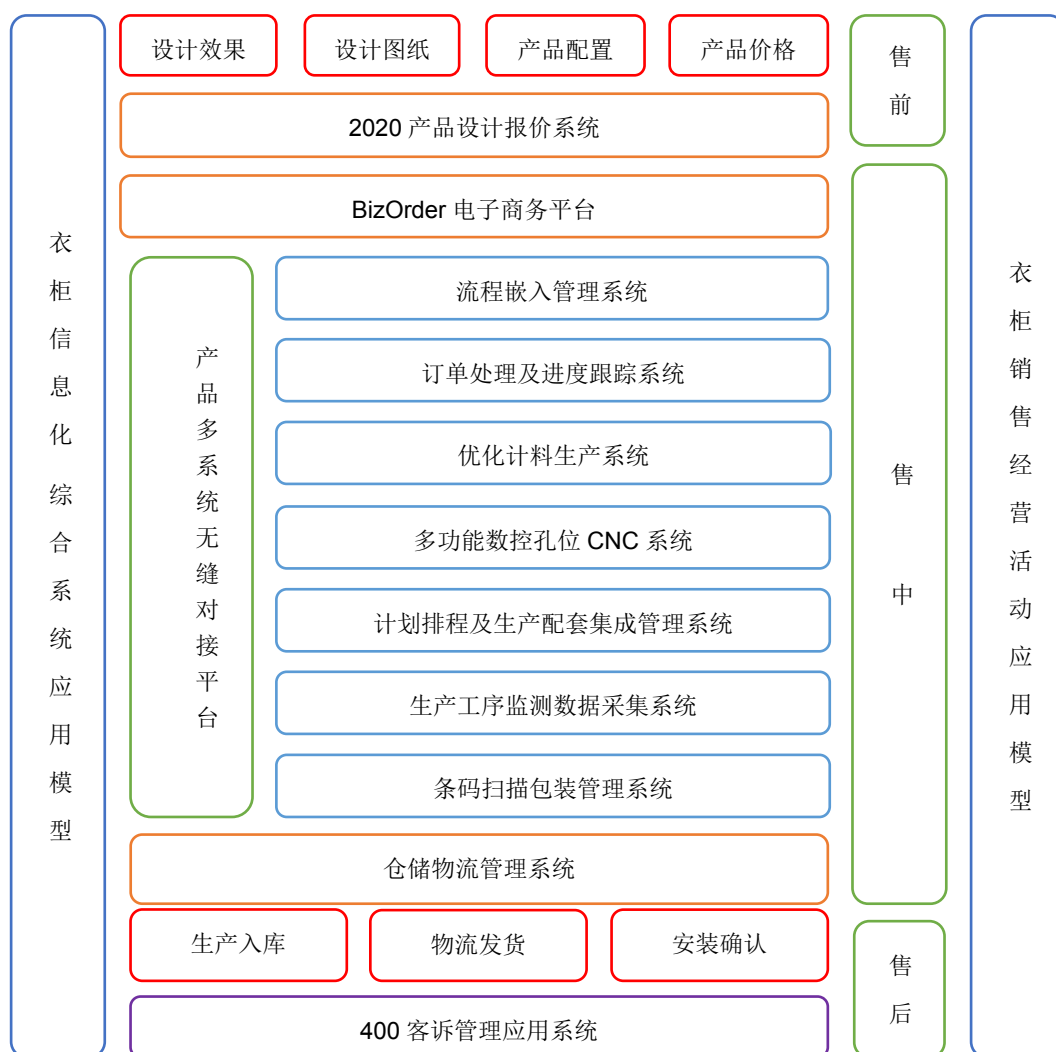 设计效果
设计图纸
产品配置
产品价格
售前
2020 产品设计报价系统
BizOrder 电子商务平台
衣柜信息化 综合系统应用模型
产品多系统无缝对接平台
流程嵌入管理系统
订单处理及进度跟踪系统
优化计料生产系统
多功能数控孔位 CNC 系统
计划排程及生产配套集成管理系统
生产工序监测数据采集系统
条码扫描包装管理系统
售中
衣柜销售经营活动应用模型
仓储物流管理系统
生产入库
物流发货
安装确认
售后
400 客诉管理应用系统